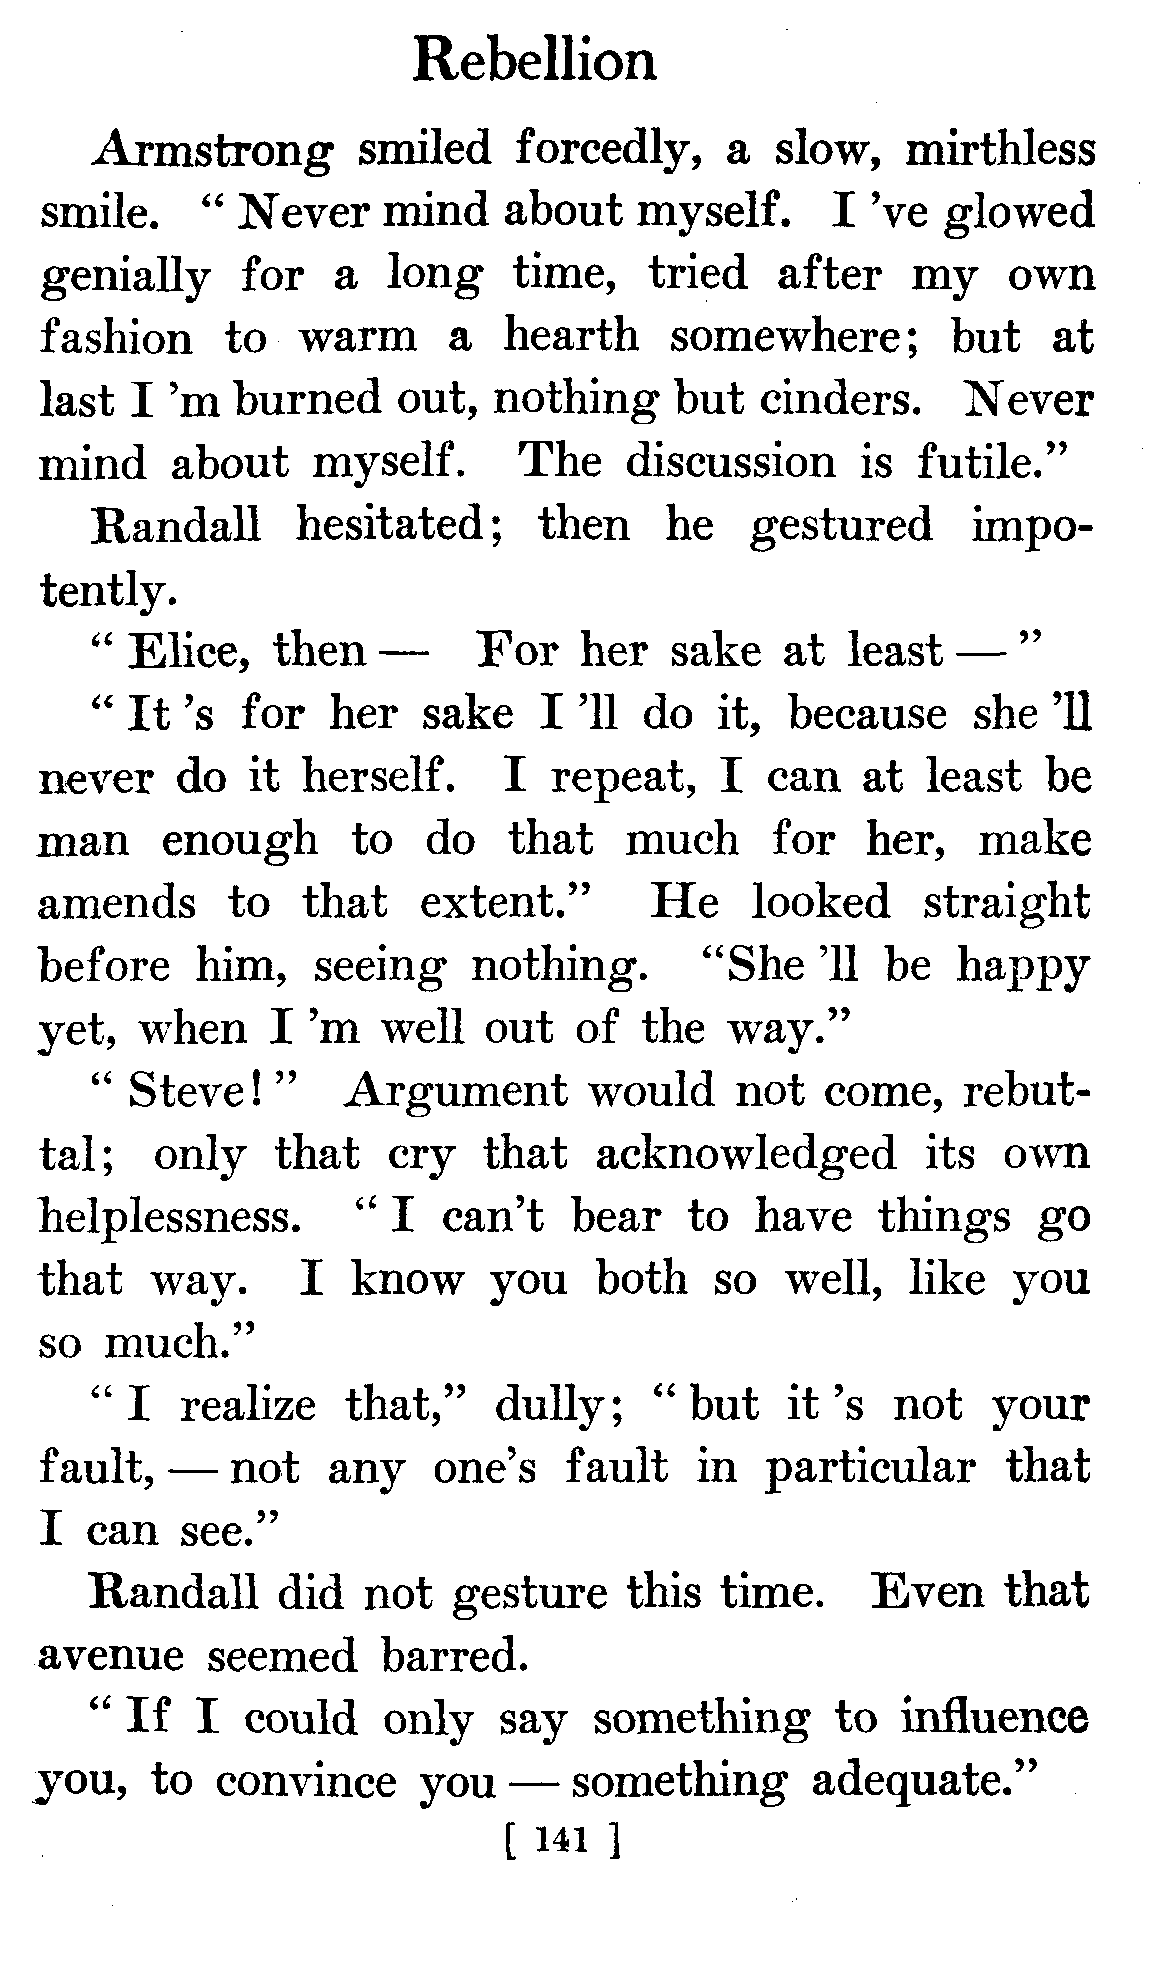 Rebellion
Armstrong smiled forcedly, a slow, mirthless
smile. “ Never mind about myself. I ’ve glowed
genially for a long time, tried after my own
fashion to warm a hearth somewhere; but at
last I ’m burned out, nothing but cinders. Never
mind about myself. The discussion is futile.”
Randall hesitated; then he gestured impo-
tently.
“ Elice, then — For her sake at least — ”
“ It ’s for her sake I ’ll do it, because she ’ll
never do it herself. I repeat, I can at least be
man enough to do that much for her, make
amends to that extent.” He looked straight
before him, seeing nothing. “She ’ll be happy
yet, when I ’m well out of the way.”
“ Steve! ” Argument would not come, rebut-
tal; only that cry that acknowledged its own
helplessness. “ I can’t bear to have things go
that way. I know you both so well, like you
so much.”
“ I realize that,” dully; “ but it ’s not your
fault, — not any one’s fault in particular that
I can see.”
Randall did not gesture this time. Even that
avenue seemed barred.
“ If I could only say something to influence
you, to convince you — something adequate.”
[ 141 ]